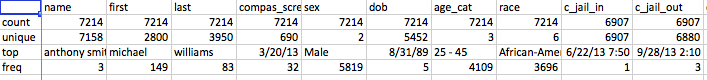 name first last compas_scre sex dob age_cat race c_jail_in c_jail_out
count 7214 7214 7214 7214 7214 7214 7214 7214 6907 6907
unique 7158 2800 3950 690 2 5452 3 6 6907 6880
top anthony smit michael williams 3/20/13 Male 8/31/89 25 - 45 African-Amer 6/22/13 7:50 9/28/13 2:10
freq 3 149 83 32 5819 5 4109 3696 1 3